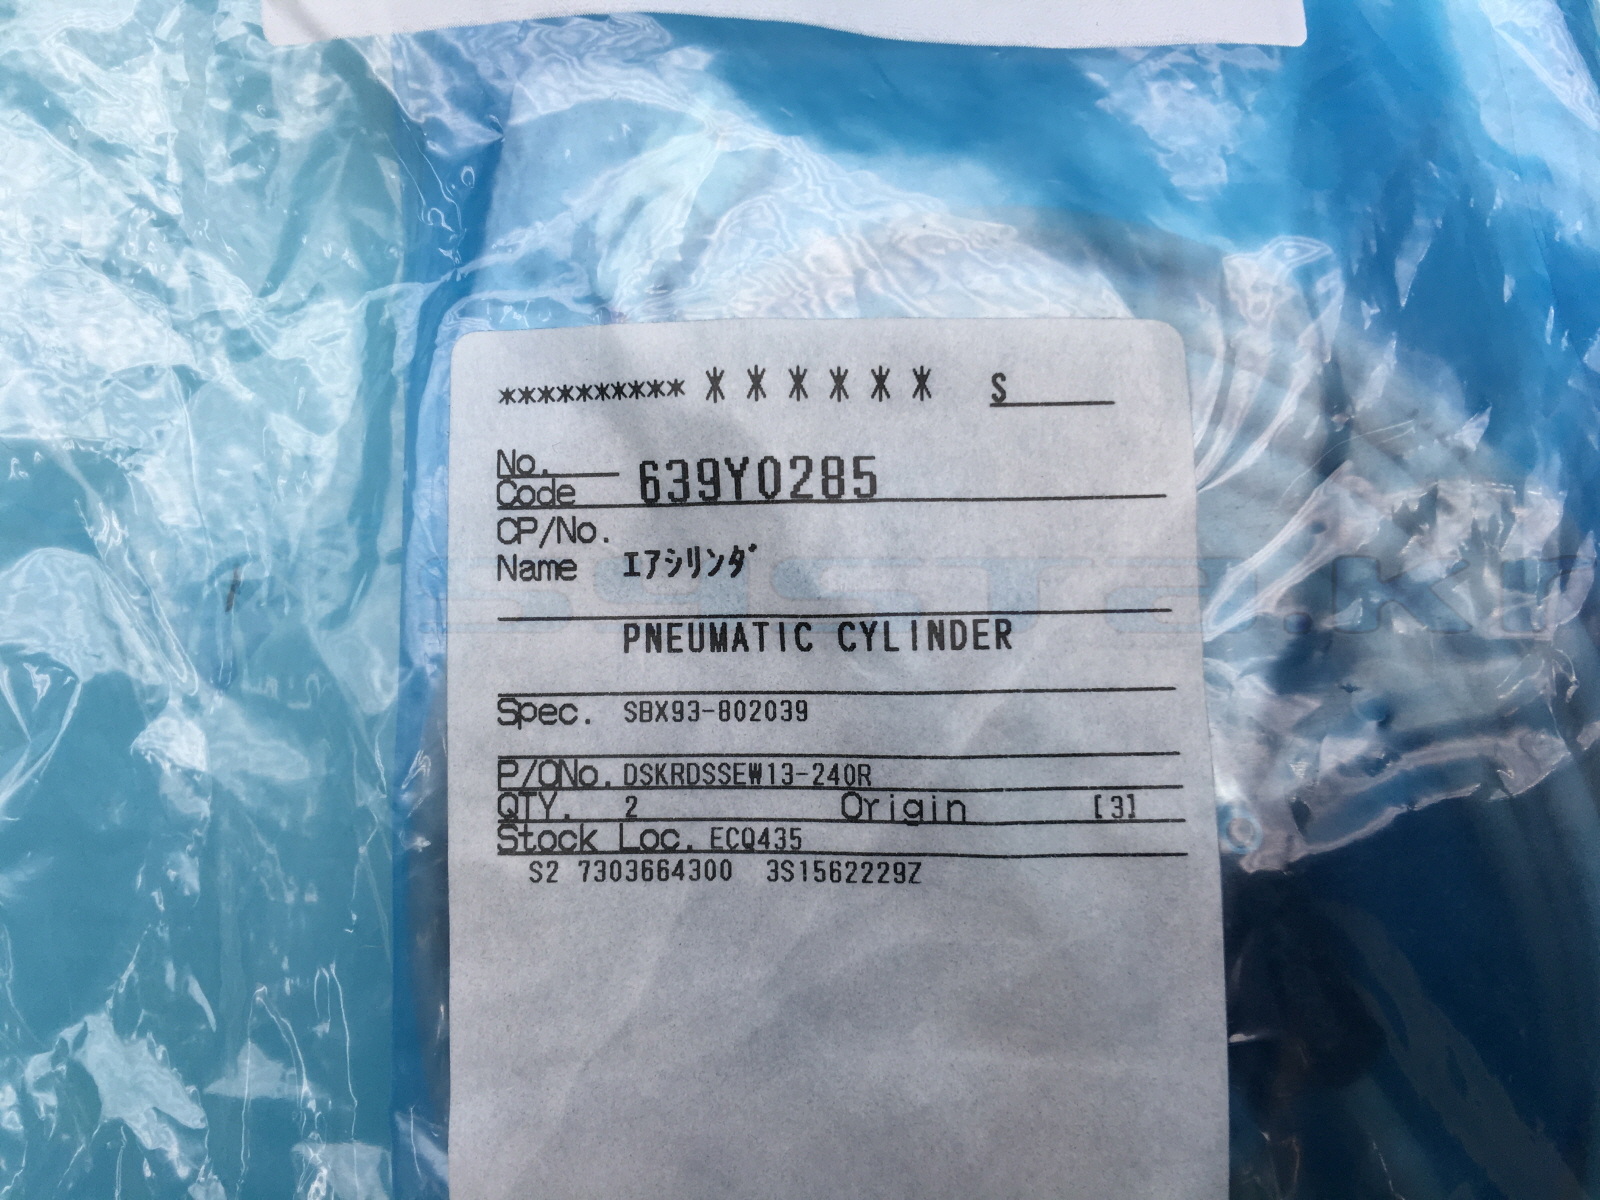 ********** * * * * * * S
No.
Code 639Y0285
CP/No.
Name ｴｱｼﾘﾝﾀﾞ
PNEUMATIC CYLINDER
Spec. SBX93-802039
P/ONo. DSKRDSSEW13-240R
QTY. 2 Origin [3]
Stock Loc. ECQ435
S2 7303664300 3S1562229Z